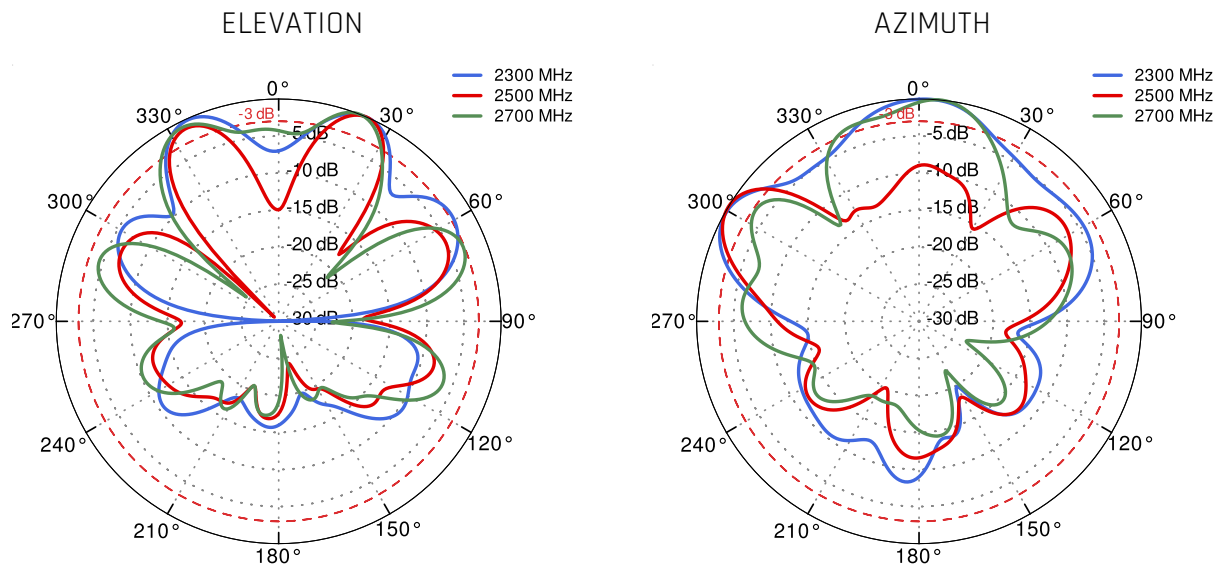 ELEVATION
2300 MHz
2500 MHz
2700 MHz
0°
30°
60°
90°
120°
150°
180°
210°
240°
270°
300°
330°
-3 dB
-5 dB
-10 dB
-15 dB
-20 dB
-25 dB
-30 dB
AZIMUTH
2300 MHz
2500 MHz
2700 MHz
0°
30°
60°
90°
120°
150°
180°
210°
240°
270°
300°
330°
-3 dB
-5 dB
-10 dB
-15 dB
-20 dB
-25 dB
-30 dB